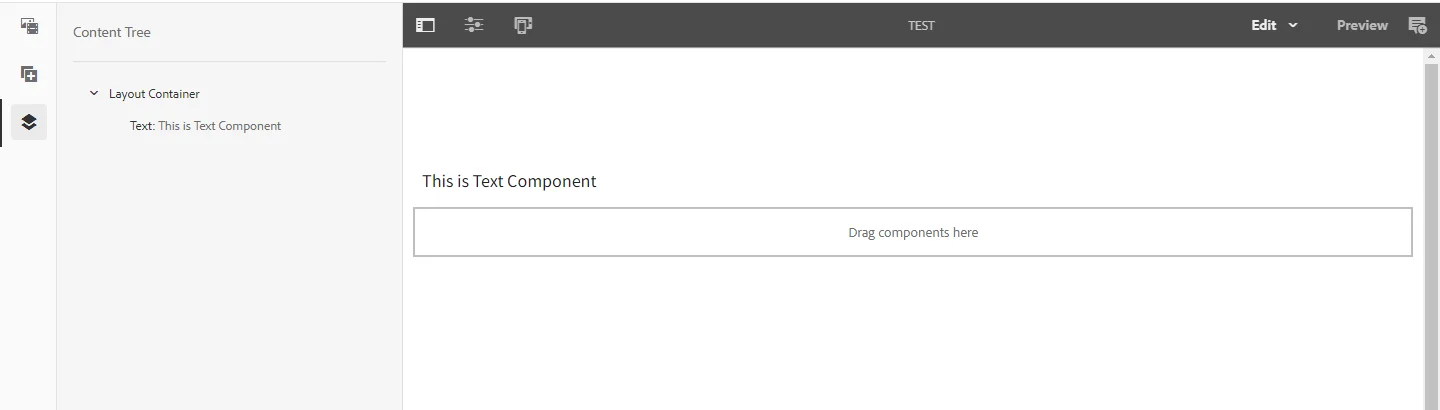 Content Tree
Layout Container
Text: This is Text Component
TEST
Edit
Preview
This is Text Component
Drag components here